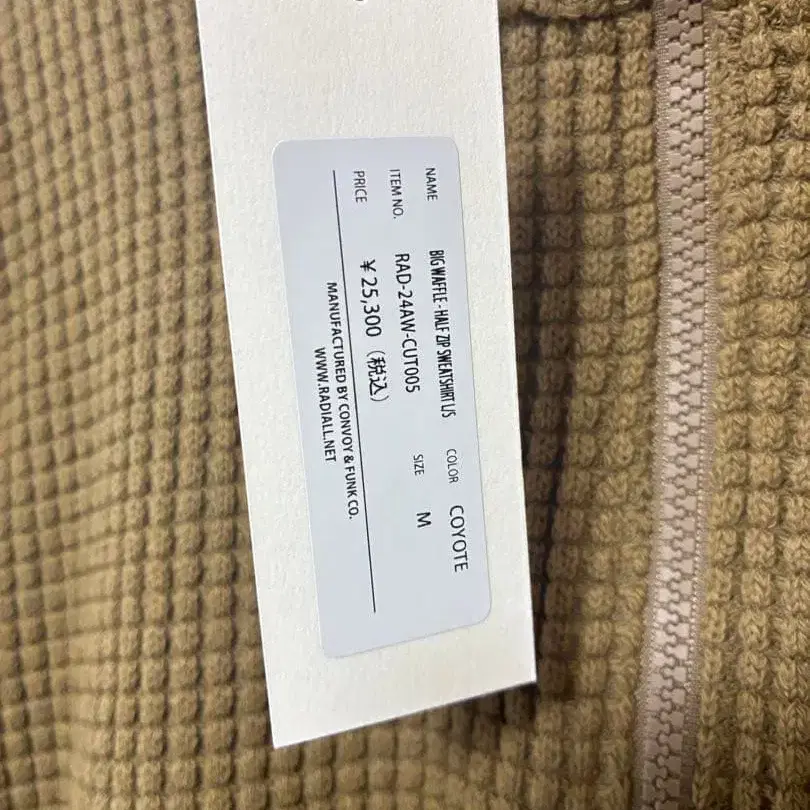 NAME BIG WAFFLE - HALF ZIP SWEATSHIRT L/S COLOR COYOTE
ITEM NO. RAD-24AW-CUT005 SIZE M
PRICE ¥25,300（税込）
MANUFACTURED BY CONVOY & FUNK CO.
WWW.RADIALL.NET